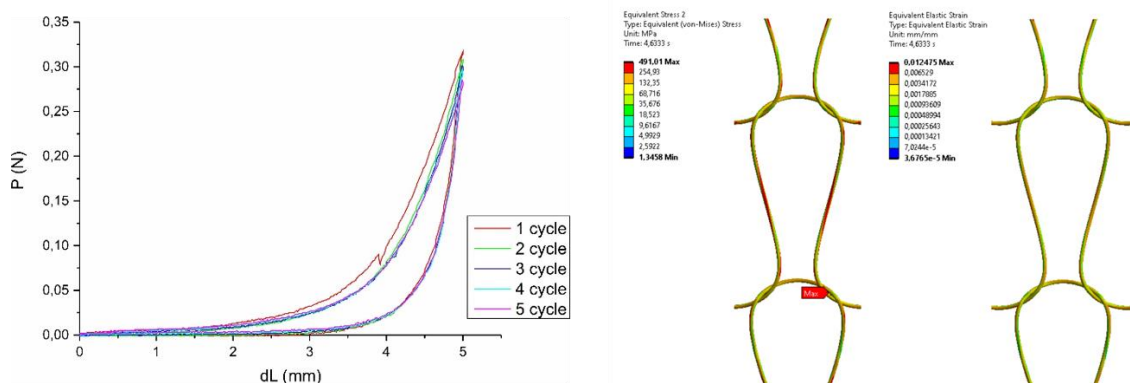 0,35
0,30
0,25
0,20
0,15
0,10
0,05
0,00
P (N)
0
1
2
3
4
5
dL (mm)
1 cycle
2 cycle
3 cycle
4 cycle
5 cycle
Equivalent Stress 2
Type: Equivalent (von-Mises) Stress
Unit: MPa
Time: 4,6333 s
491,01 Max
254,93
132,35
68,716
35,676
18,523
9,6167
4,9929
2,5922
1,3458 Min
Max
Equivalent Elastic Strain
Type: Equivalent Elastic Strain
Unit: mm/mm
Time: 4,6333 s
0,012475 Max
0,006529
0,0034172
0,0017885
0,00093609
0,00048994
0,00025643
0,00013421
7,0244e-5
3,6765e-5 Min